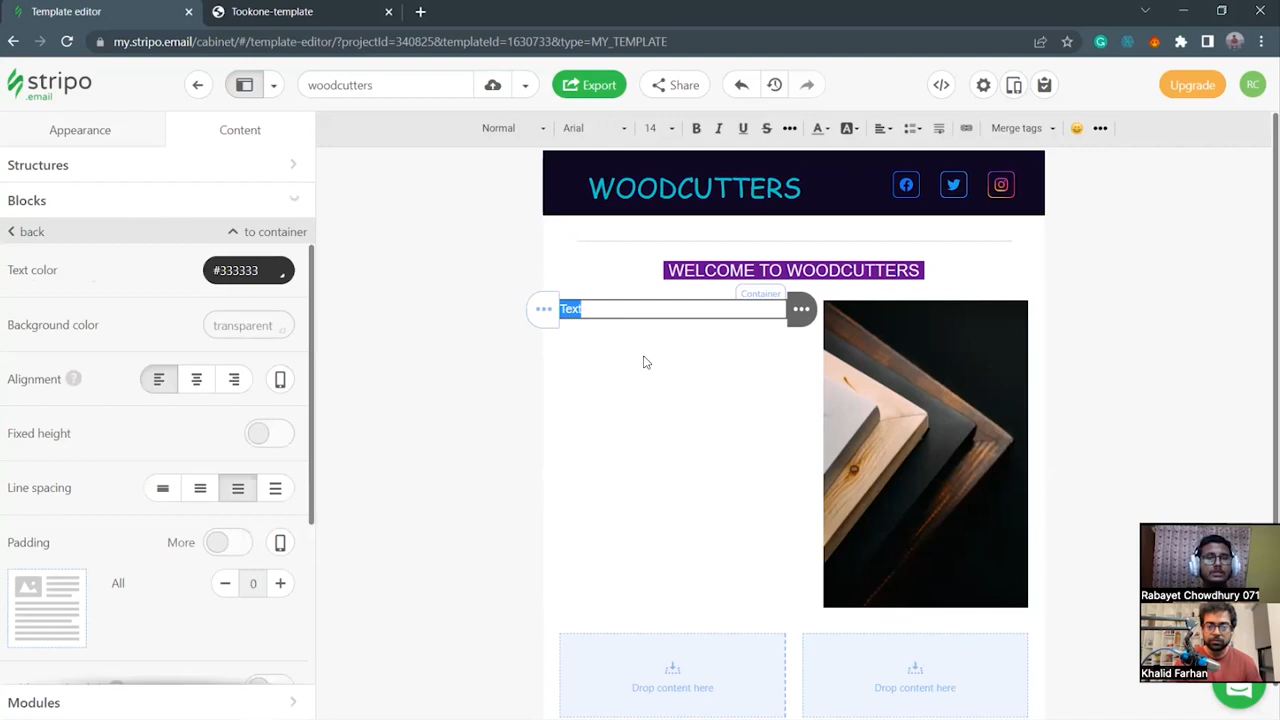 Template editor
Tookone-template
my.stripo.email/cabinet/#/template-editor/?projectId=340825&templateId=1630733&type=MY_TEMPLATE
stripo
.email
woodcutters
Export
Share
Upgrade
RC
Appearance
Content
Normal
Arial
14
B
I
U
S
A
A
Merge tags
Structures
Blocks
back
to container
Text color
#333333
Background color
transparent
Alignment ?
Fixed height
Line spacing
Padding
More
All
0
Modules
WOODCUTTERS
WELCOME TO WOODCUTTERS
Container
Text
Drop content here
Drop content here
Rabayet Chowdhury 071
Khalid Farhan